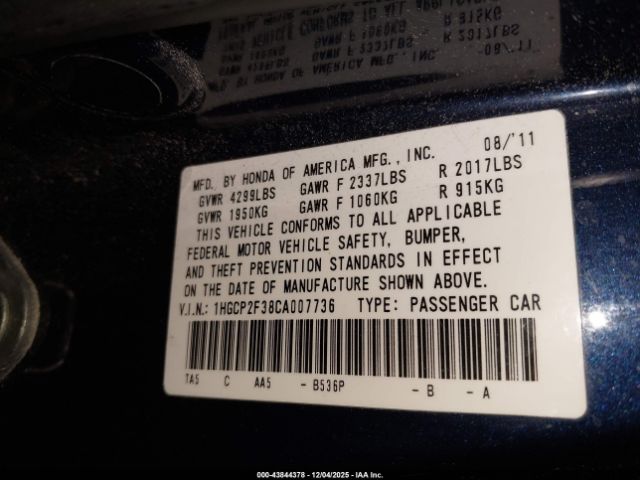 MFD. BY HONDA OF AMERICA MFG., INC. 08/'11
GVWR 4299LBS GAWR F 2337LBS R 2017LBS
GVWR 1950KG GAWR F 1060KG R 915KG
THIS VEHICLE CONFORMS TO ALL APPLICABLE
FEDERAL MOTOR VEHICLE SAFETY, BUMPER,
AND THEFT PREVENTION STANDARDS IN EFFECT
ON THE DATE OF MANUFACTURE SHOWN ABOVE.
V.I.N.: 1HGCP2F38CA007736 TYPE: PASSENGER CAR
TA5 C AA5 - B536P - B - A
000-43844378 - 12/04/2025 - IAA Inc.